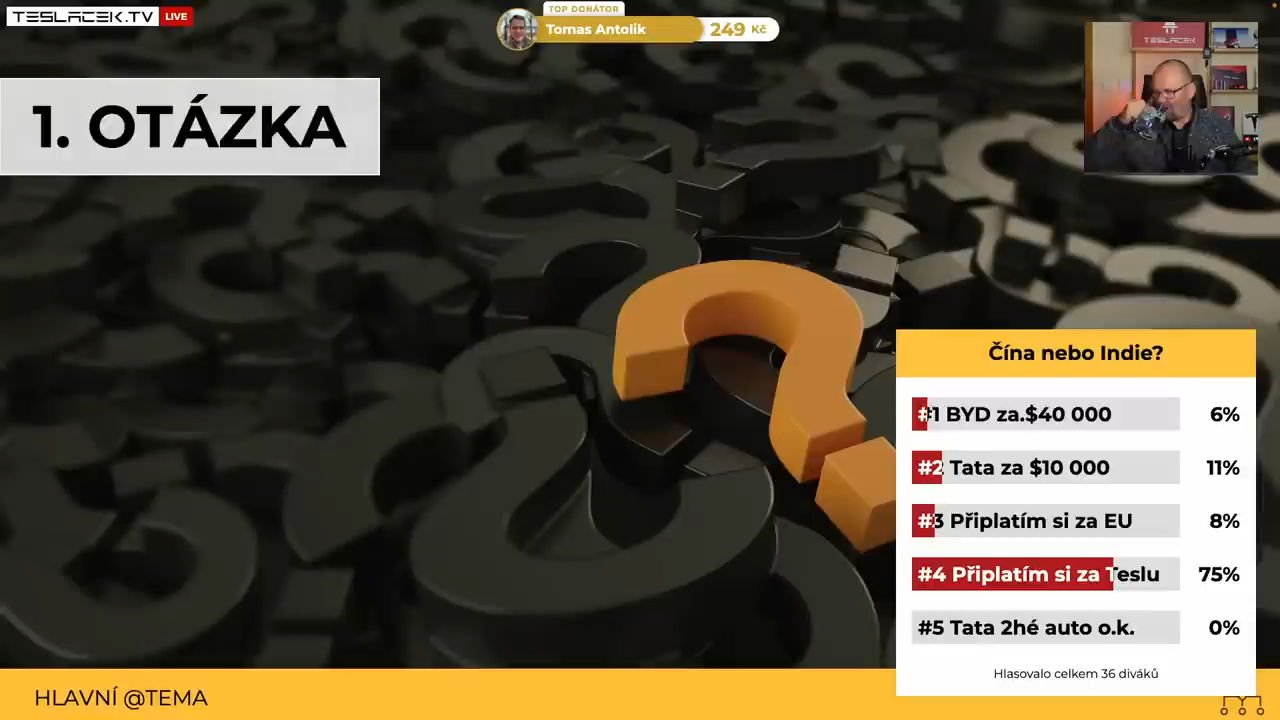 TESLACEK.TV LIVE
TOP DONÁTOR
Tomas Antolik 249 Kč
TESLACEK
1. OTÁZKA
Čína nebo Indie?
#1 BYD za.$40 000 6%
#2 Tata za $10 000 11%
#3 Připlatím si za EU 8%
#4 Připlatím si za Teslu 75%
#5 Tata 2hé auto o.k. 0%
Hlasovalo celkem 36 diváků
HLAVNÍ @TEMA